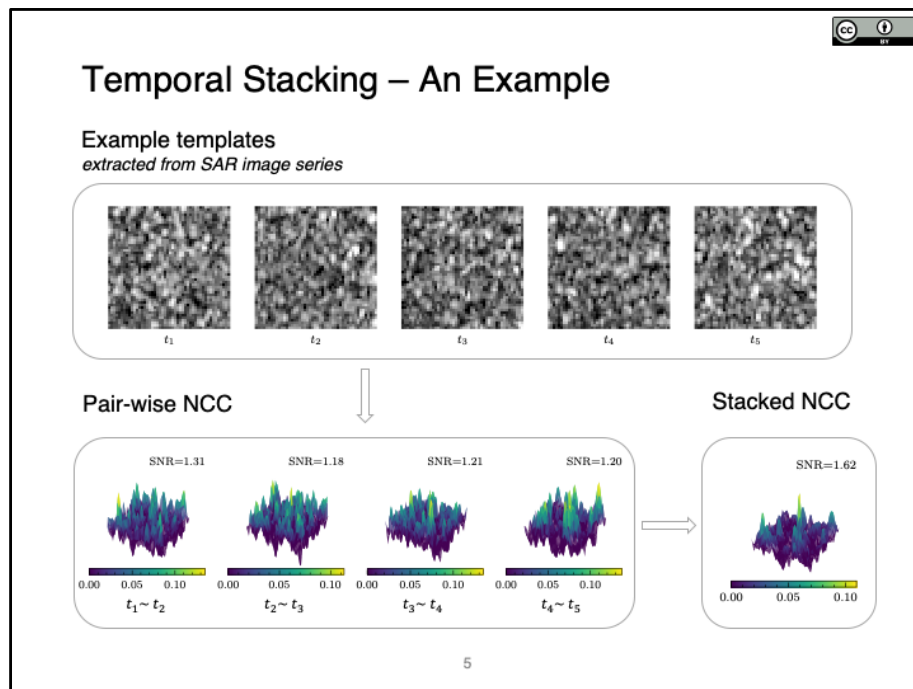 cc
BY
Temporal Stacking – An Example
Example templates
extracted from SAR image series
t₁ t₂ t₃ t₄ t₅
Pair-wise NCC
Stacked NCC
SNR=1.31 SNR=1.18 SNR=1.21 SNR=1.20
SNR=1.62
0.00 0.05 0.10 0.00 0.05 0.10 0.00 0.05 0.10 0.00 0.05 0.10
0.00 0.05 0.10
t₁~ t₂ t₂~ t₃ t₃~ t₄ t₄~ t₅
5